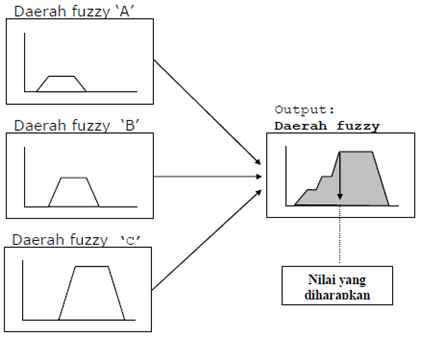 Daerah fuzzy ‘A’
Daerah fuzzy ‘B’
Daerah fuzzy ‘C’
Output:
Daerah fuzzy
Nilai yang
diharapkan